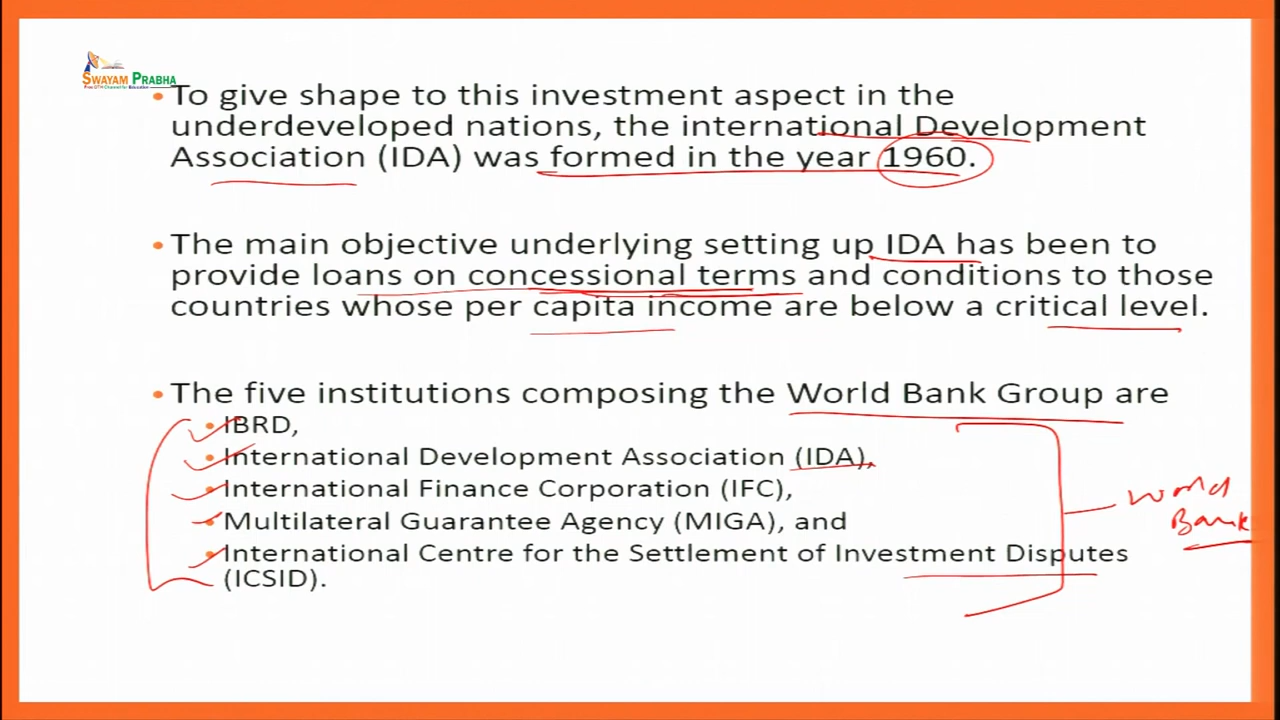 SWAYAM PRABHA
• To give shape to this investment aspect in the
underdeveloped nations, the international Development
Association (IDA) was formed in the year 1960.
• The main objective underlying setting up IDA has been to
provide loans on concessional terms and conditions to those
countries whose per capita income are below a critical level.
• The five institutions composing the World Bank Group are
• IBRD,
• International Development Association (IDA),
• International Finance Corporation (IFC),
World
• Multilateral Guarantee Agency (MIGA), and
Bank
• International Centre for the Settlement of Investment Disputes
(ICSID).